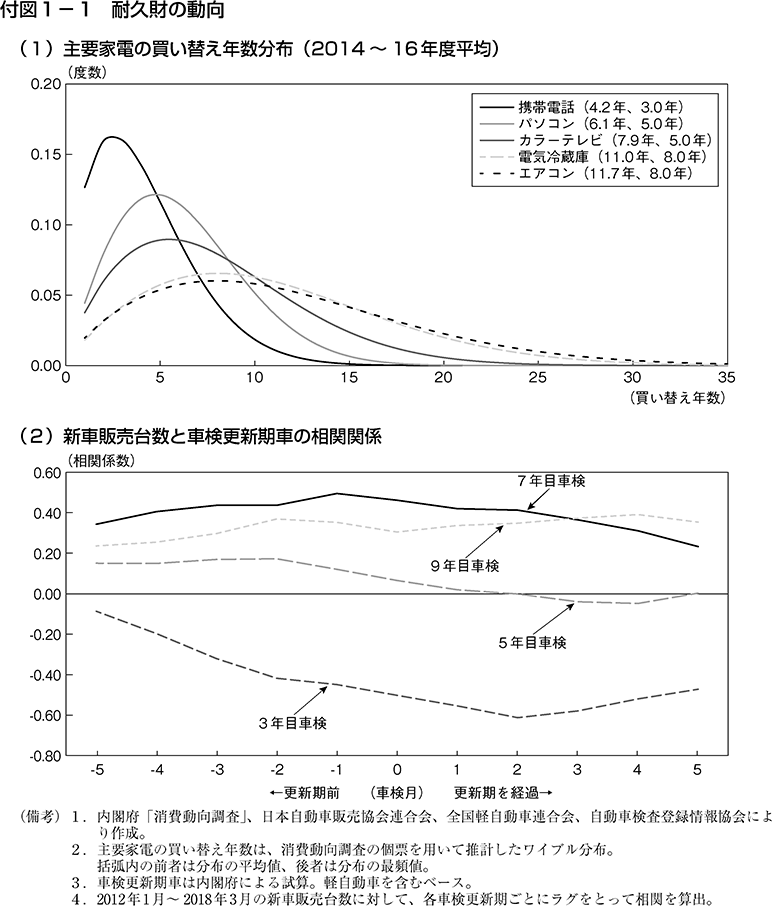 付図1−1 耐久財の動向
(1)主要家電の買い替え年数分布(2014~16年度平均)
(度数)
0.20
0.15
0.10
0.05
0.00
携帯電話(4.2年、3.0年)
パソコン(6.1年、5.0年)
カラーテレビ(7.9年、5.0年)
電気冷蔵庫(11.0年、8.0年)
エアコン(11.7年、8.0年)
0 5 10 15 20 25 30 35
(買い替え年数)
(2)新車販売台数と車検更新期車の相関関係
(相関係数)
0.60
0.40
0.20
0.00
-0.20
-0.40
-0.60
-0.80
7年目車検
9年目車検
5年目車検
3年目車検
-5 -4 -3 -2 -1 0 1 2 3 4 5
←更新期前 (車検月) 更新期を経過→
(備考)1.内閣府「消費動向調査」、日本自動車販売協会連合会、全国軽自動車連合会、自動車検査登録情報協会によ
り作成。
2.主要家電の買い替え年数は、消費動向調査の個票を用いて推計したワイブル分布。
括弧内の前者は分布の平均値、後者は分布の最頻値。
3.車検更新期車は内閣府による試算。軽自動車を含むベース。
4.2012年1月~2018年3月の新車販売台数に対して、各車検更新期ごとにラグをとって相関を算出。